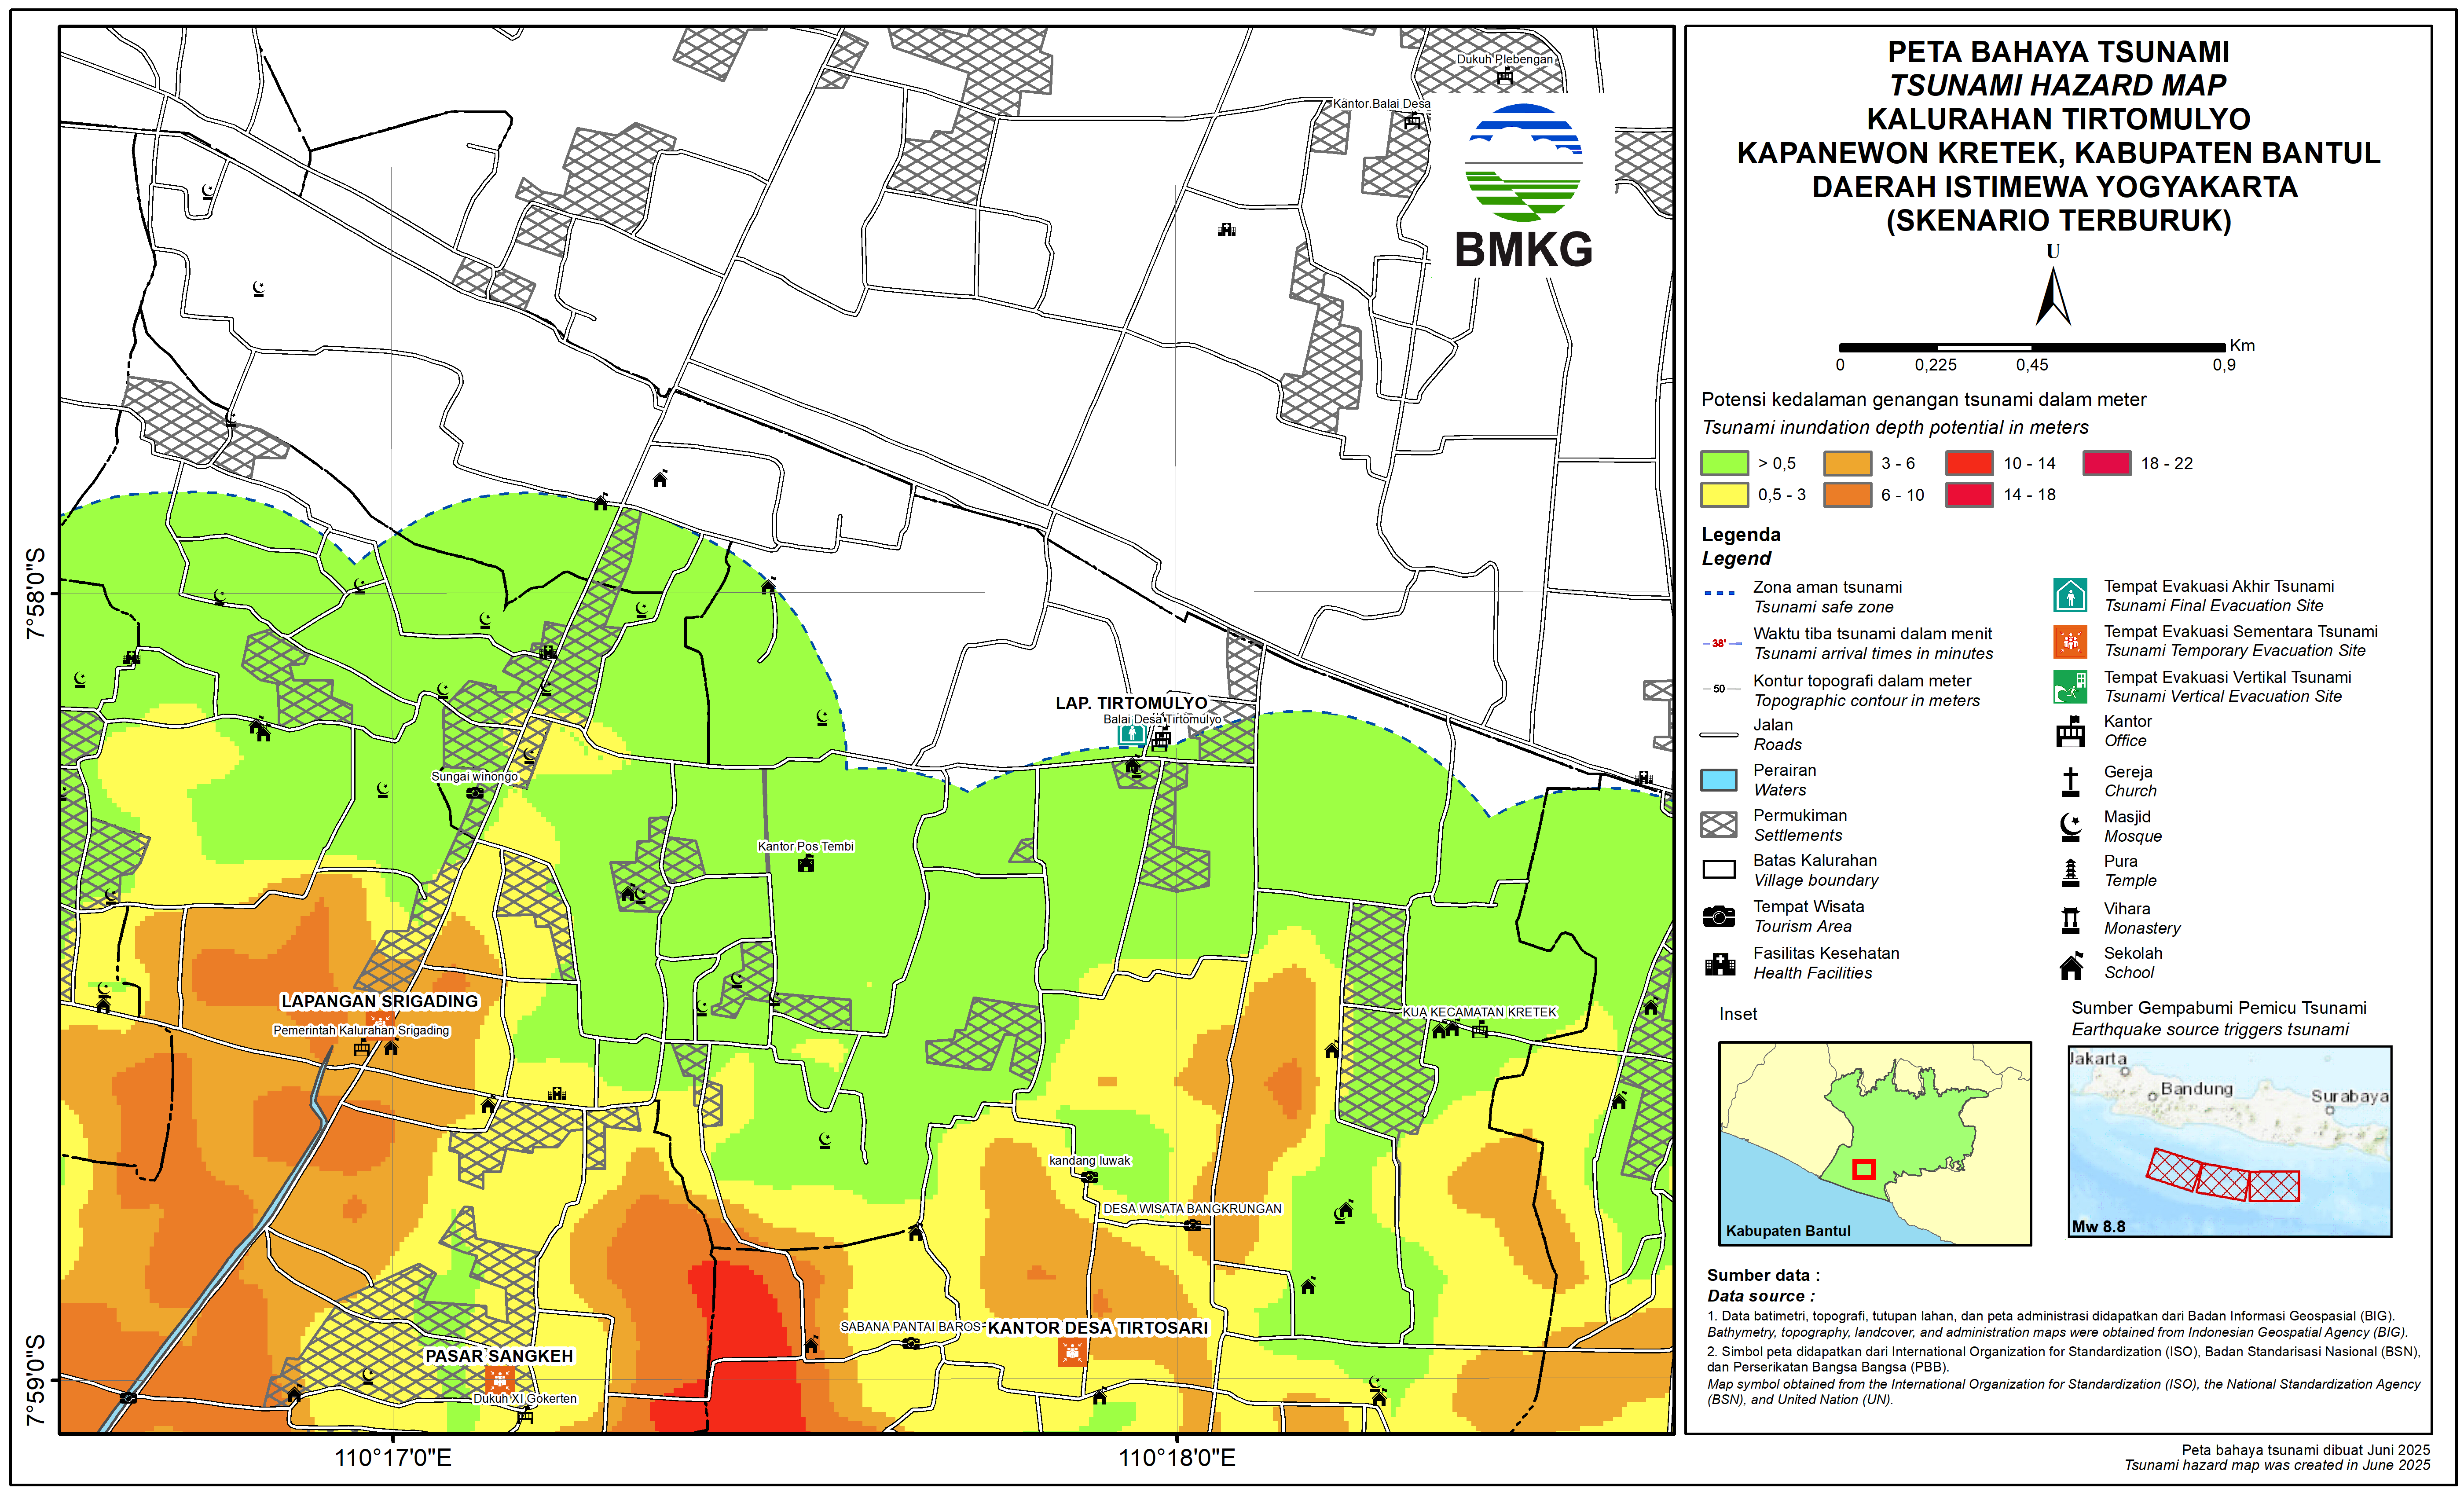 PETA BAHAYA TSUNAMI
TSUNAMI HAZARD MAP
KALURAHAN TIRTOMULYO
KAPANEWON KRETEK, KABUPATEN BANTUL
DAERAH ISTIMEWA YOGYAKARTA
(SKENARIO TERBURUK)
U
Km
0 0,225 0,45 0,9
Potensi kedalaman genangan tsunami dalam meter
Tsunami inundation depth potential in meters
> 0,5
3 - 6
10 - 14
18 - 22
0,5 - 3
6 - 10
14 - 18
Legenda
Legend
Zona aman tsunami
Tsunami safe zone
38'
Waktu tiba tsunami dalam menit
Tsunami arrival times in minutes
50
Kontur topografi dalam meter
Topographic contour in meters
Jalan
Roads
Perairan
Waters
Permukiman
Settlements
Batas Kalurahan
Village boundary
Tempat Wisata
Tourism Area
Fasilitas Kesehatan
Health Facilities
Tempat Evakuasi Akhir Tsunami
Tsunami Final Evacuation Site
Tempat Evakuasi Sementara Tsunami
Tsunami Temporary Evacuation Site
Tempat Evakuasi Vertikal Tsunami
Tsunami Vertical Evacuation Site
Kantor
Office
Gereja
Church
Masjid
Mosque
Pura
Temple
Vihara
Monastery
Sekolah
School
Inset
Kabupaten Bantul
Sumber Gempabumi Pemicu Tsunami
Earthquake source triggers tsunami
Jakarta
Bandung
Surabaya
Mw 8.8
Sumber data :
Data source :
1. Data batimetri, topografi, tutupan lahan, dan peta administrasi didapatkan dari Badan Informasi Geospasial (BIG).
Bathymetry, topography, landcover, and administration maps were obtained from Indonesian Geospatial Agency (BIG).
2. Simbol peta didapatkan dari International Organization for Standardization (ISO), Badan Standarisasi Nasional (BSN),
dan Perserikatan Bangsa Bangsa (PBB).
Map symbol obtained from the International Organization for Standardization (ISO), the National Standardization Agency
(BSN), and United Nation (UN).
Peta bahaya tsunami dibuat Juni 2025
Tsunami hazard map was created in June 2025
Dukuh Plebengan
Kantor.Balai Desa
BMKG
LAP. TIRTOMULYO
Balai Desa Tirtomulyo
Sungai winongo
Kantor Pos Tembi
LAPANGAN SRIGADING
Pemerintah Kalurahan Srigading
KUA KECAMATAN KRETEK
kandang luwak
DESA WISATA BANGKRUNGAN
SABANA PANTAI BAROS
KANTOR DESA TIRTOSARI
PASAR SANGKEH
Dukuh XI Gokerten
7°58'0"S
7°59'0"S
110°17'0"E
110°18'0"E